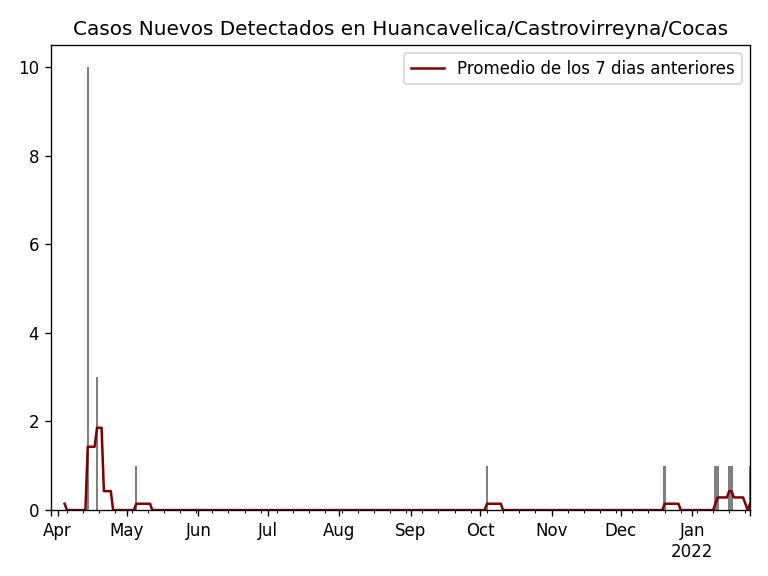 Casos Nuevos Detectados en Huancavelica/Castrovirreyna/Cocas
Promedio de los 7 dias anteriores
10
8
6
4
2
0
Apr May Jun Jul Aug Sep Oct Nov Dec Jan
2022